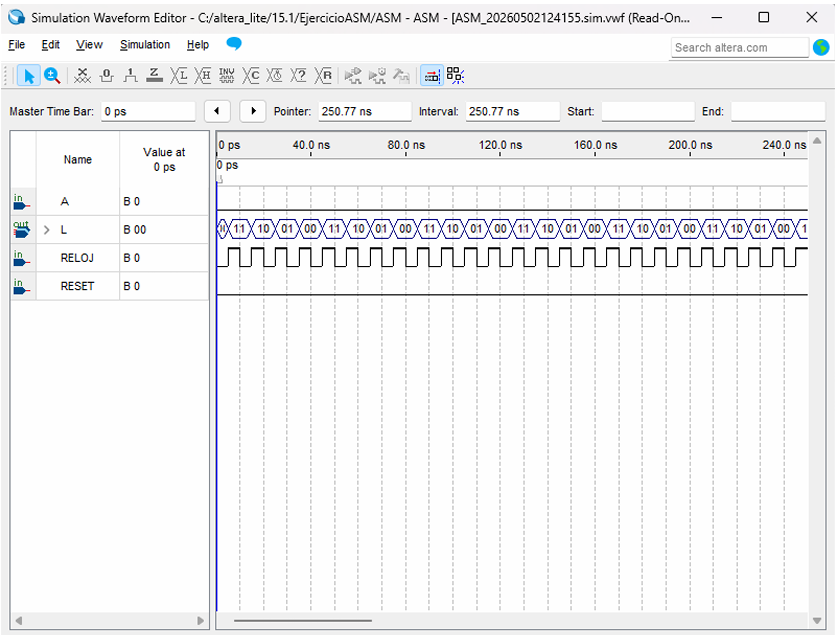 Simulation Waveform Editor - C:/altera_lite/15.1/EjercicioASM/ASM - ASM - [ASM_20260502124155.sim.vwf (Read-On...
File Edit View Simulation Help
Search altera.com
0 1 Z L H INV C ? R
Master Time Bar: 0 ps Pointer: 250.77 ns Interval: 250.77 ns Start: End:
Name Value at 0 ps
0 ps 40.0 ns 80.0 ns 120.0 ns 160.0 ns 200.0 ns 240.0 ns
0 ps
in A B 0
out L B 00 11 10 01 00 11 10 01 00 11 10 01 00 11 10 01 00 11 10 01 00 11 10 01 00 1
in RELOJ B 0
in RESET B 0